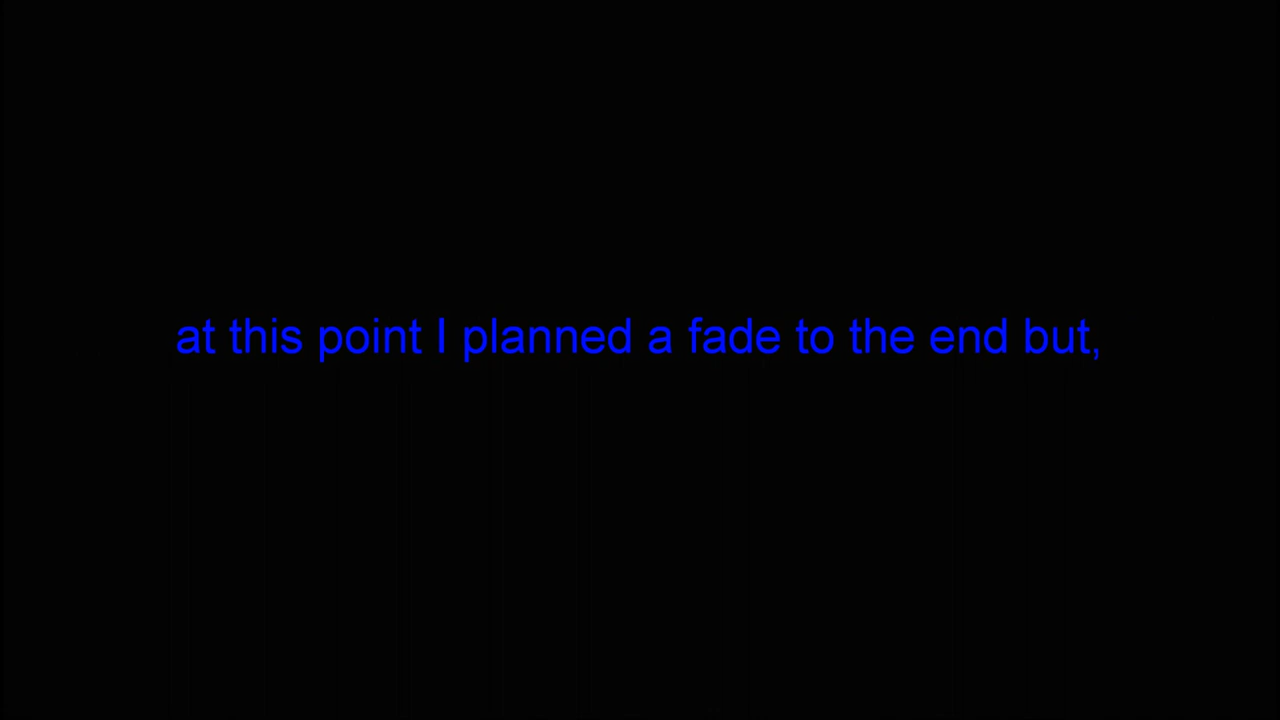 at this point I planned a fade to the end but,